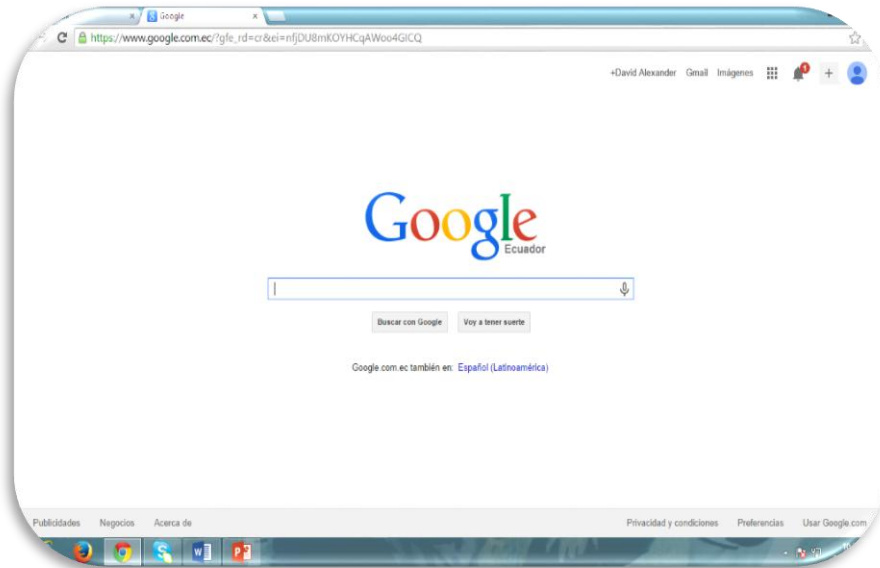 Google
https://www.google.com.ec/?gfe_rd=cr&ei=nfjDU8mKOYHCqAWoo4GICQ
+David Alexander Gmail Imágenes 1
Google
Ecuador
Buscar con Google Voy a tener suerte
Google.com.ec también en: Español (Latinoamérica)
Publicidades Negocios Acerca de Privacidad y condiciones Preferencias Usar Google.com